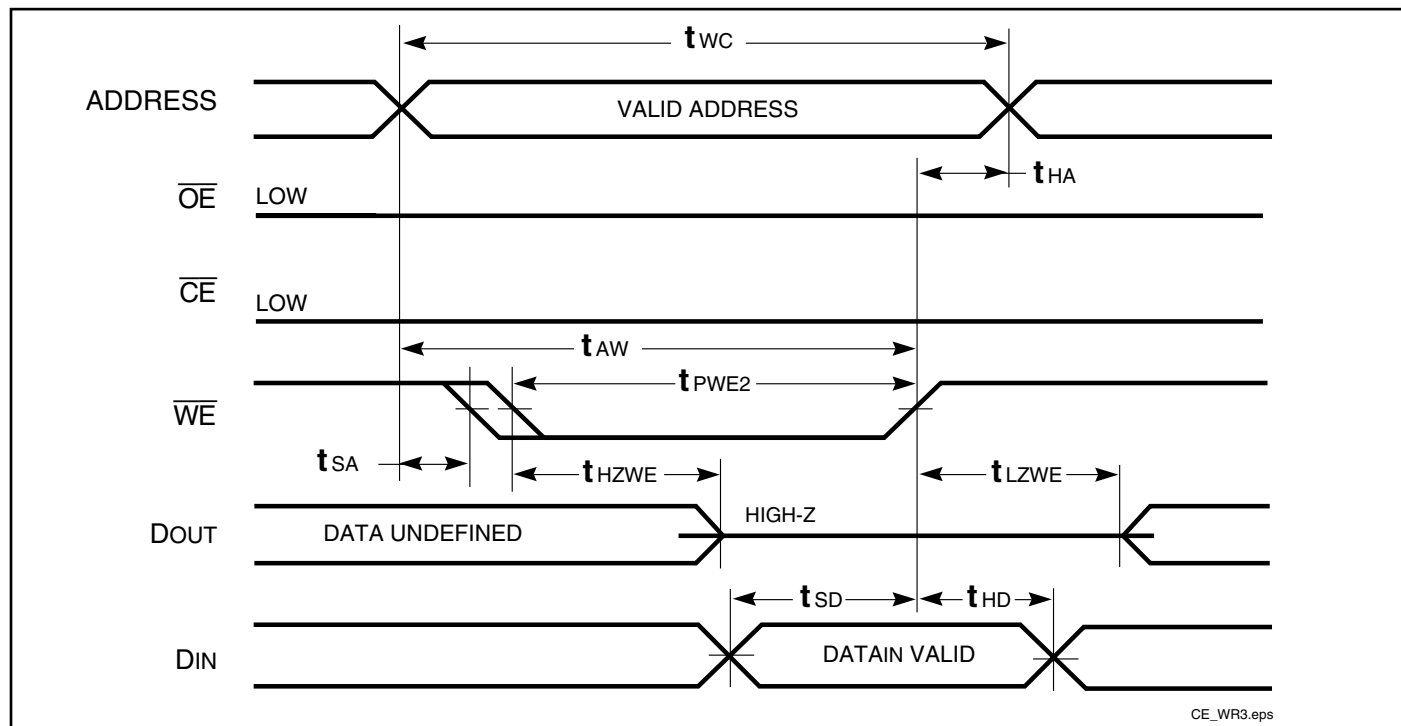 tWC
ADDRESS
VALID ADDRESS
tHA
OE
LOW
CE
LOW
tAW
tPWE2
WE
tSA
tHZWE
tLZWE
DOUT
DATA UNDEFINED
HIGH-Z
tSD
tHD
DIN
DATAIN VALID
CE_WR3.eps